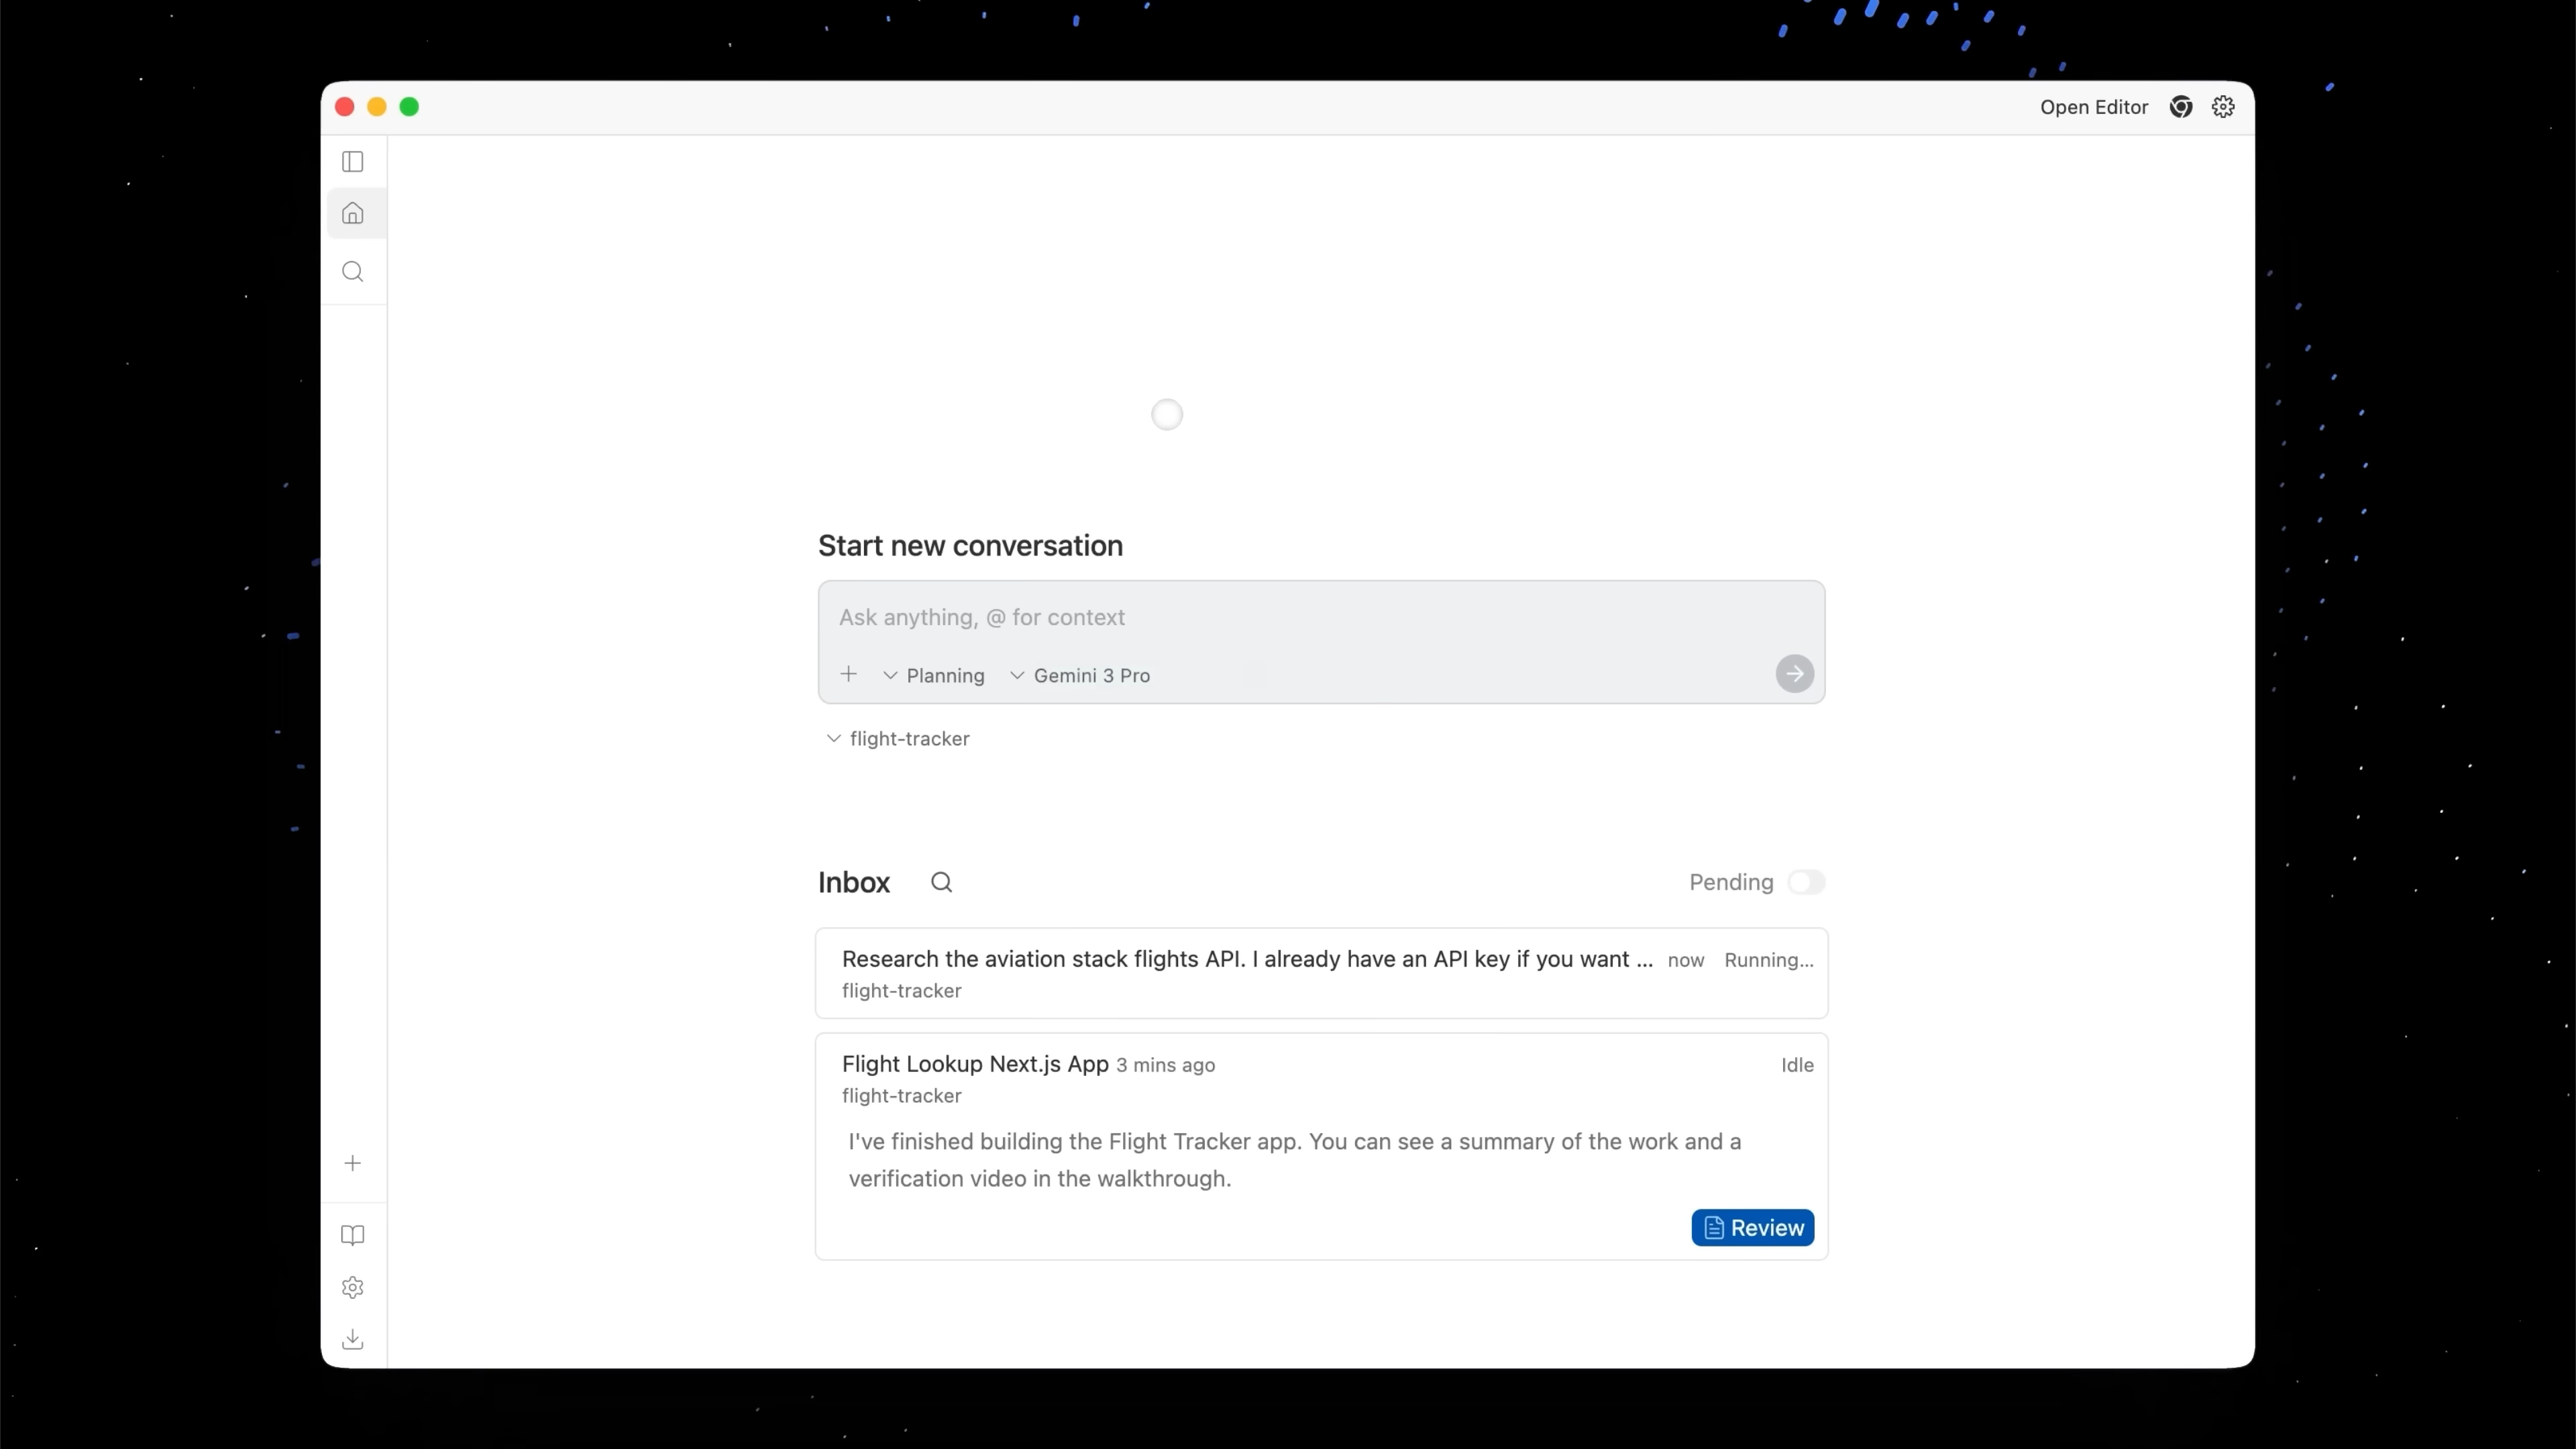 Open Editor
Start new conversation
Ask anything, @ for context
Planning
Gemini 3 Pro
flight-tracker
Inbox
Pending
Research the aviation stack flights API. I already have an API key if you want ... now Running...
flight-tracker
Flight Lookup Next.js App 3 mins ago Idle
flight-tracker
I've finished building the Flight Tracker app. You can see a summary of the work and a
verification video in the walkthrough.
Review